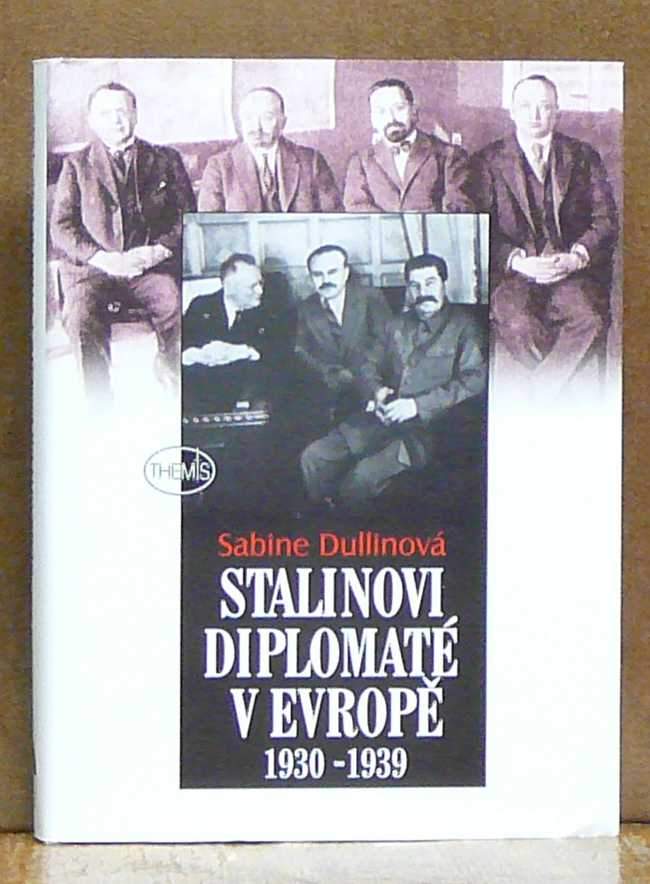 THEMIS
Sabine Dullinová
STALINOVI
DIPLOMATÉ
V EVROPĚ
1930 - 1939